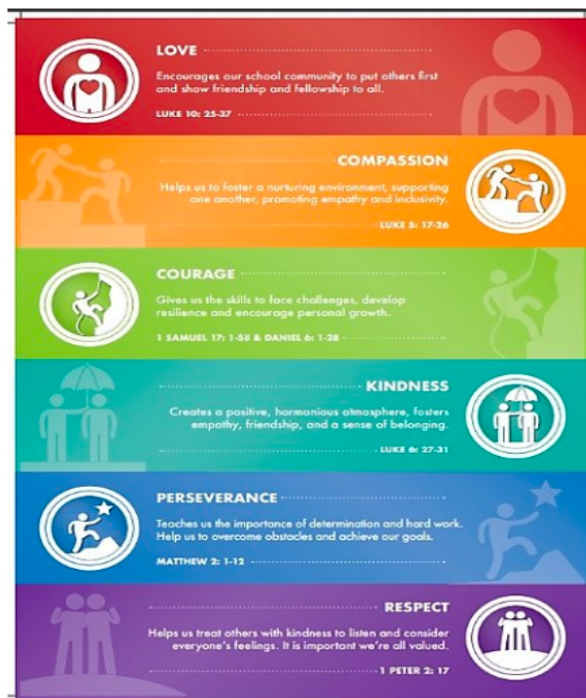 LOVE
Encourages our school community to put others first
and show friendship and fellowship to all.
LUKE 10: 25-37
COMPASSION
Helps us to foster a nurturing environment, supporting
one another, promoting empathy and inclusivity.
LUKE 5: 17-26
COURAGE
Gives us the skills to face challenges, develop
resilience and encourage personal growth.
1 SAMUEL 17: 1-58 & DANIEL 6: 1-28
KINDNESS
Creates a positive, harmonious atmosphere, fosters
empathy, friendship, and a sense of belonging.
LUKE 6: 27-31
PERSEVERANCE
Teaches us the importance of determination and hard work.
Help us to overcome obstacles and achieve our goals.
MATTHEW 2: 1-12
RESPECT
Helps us treat others with kindness to listen and consider
everyone's feelings. It is important we're all valued.
1 PETER 2: 17